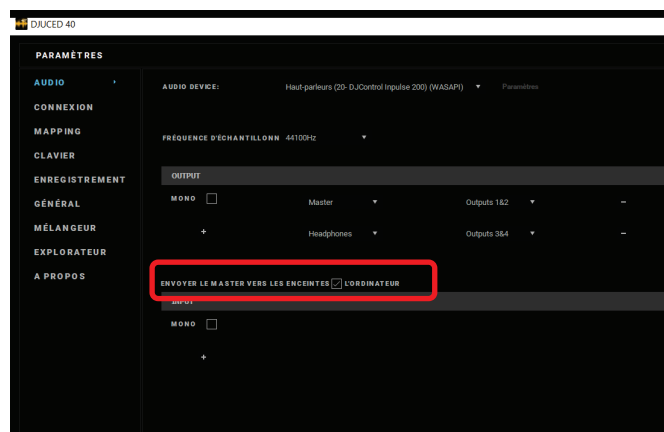 DJUCED 40
PARAMÈTRES
AUDIO
CONNEXION
MAPPING
CLAVIER
ENREGISTREMENT
GÉNÉRAL
MÉLANGEUR
EXPLORATEUR
A PROPOS
AUDIO DEVICE: Haut-parleurs (20- DJControl Inpulse 200) (WASAPI) Paramètres
FRÉQUENCE D'ÉCHANTILLONN 44100Hz
OUTPUT
MONO Master Outputs 1&2 −
+ Headphones Outputs 3&4 −
ENVOYER LE MASTER VERS LES ENCEINTES L'ORDINATEUR
INPUT
MONO
+